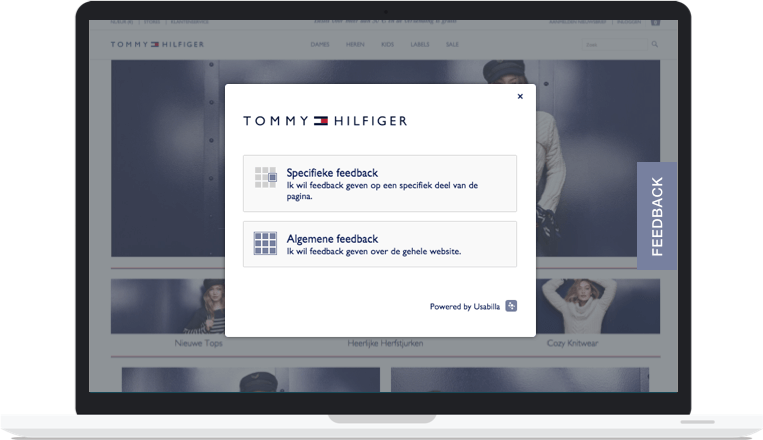 TOMMY HILFIGER
DAMES HEREN KIDS LABELS SALE
TOMMY HILFIGER
Specifieke feedback
Ik wil feedback geven op een specifiek deel van de
pagina.
Algemene feedback
Ik wil feedback geven over de gehele website.
Powered by Usabilla
FEEDBACK
Nieuwe Tops
Heerlijke Herfstjurken
Cozy Knitwear